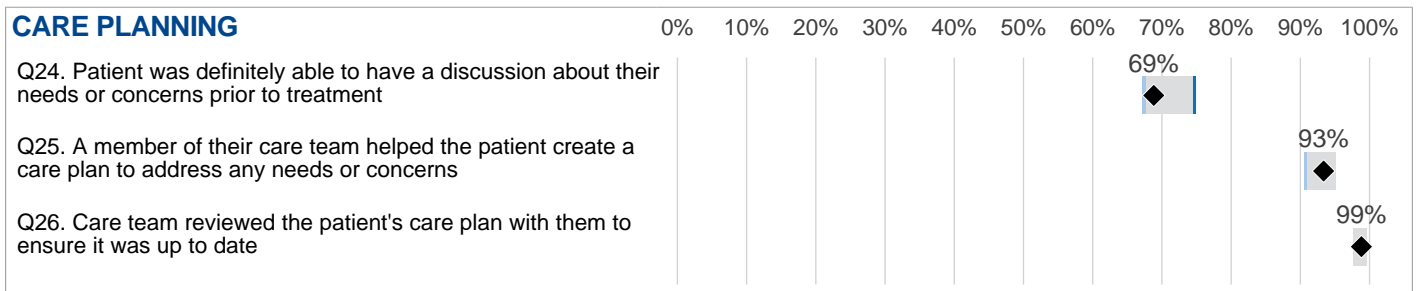 CARE PLANNING
0% 10% 20% 30% 40% 50% 60% 70% 80% 90% 100%
Q24. Patient was definitely able to have a discussion about their
needs or concerns prior to treatment
69%
Q25. A member of their care team helped the patient create a
care plan to address any needs or concerns
93%
Q26. Care team reviewed the patient's care plan with them to
ensure it was up to date
99%